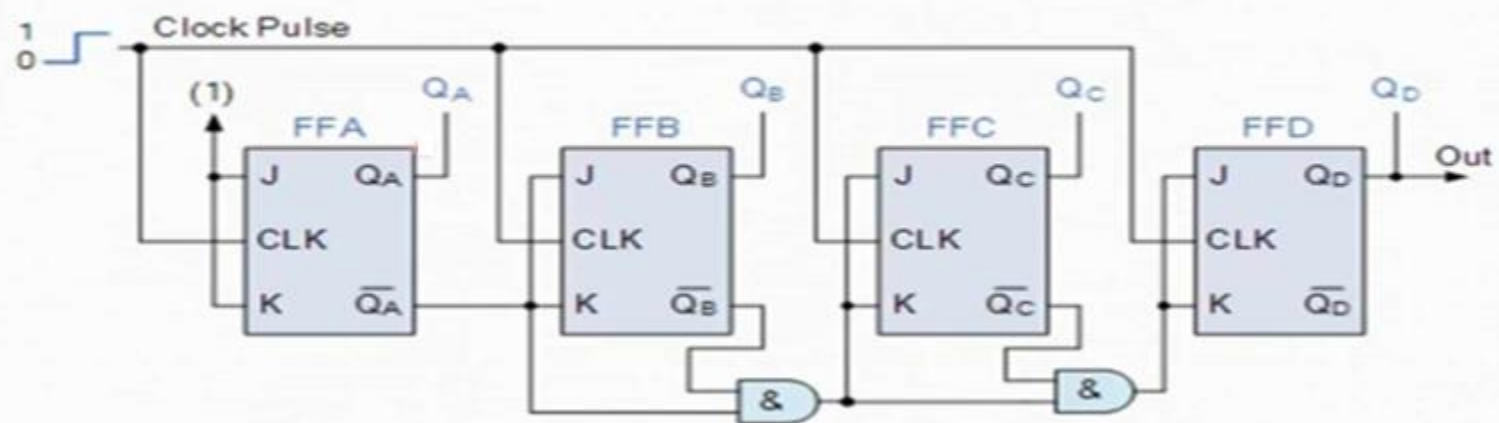 1
0
Clock Pulse
(1)
QA
QB
QC
QD
FFA
FFB
FFC
FFD
Out
J QA
J QB
J QC
J QD
CLK
CLK
CLK
CLK
K Q̅A
K Q̅B
K Q̅C
K Q̅D
&
&